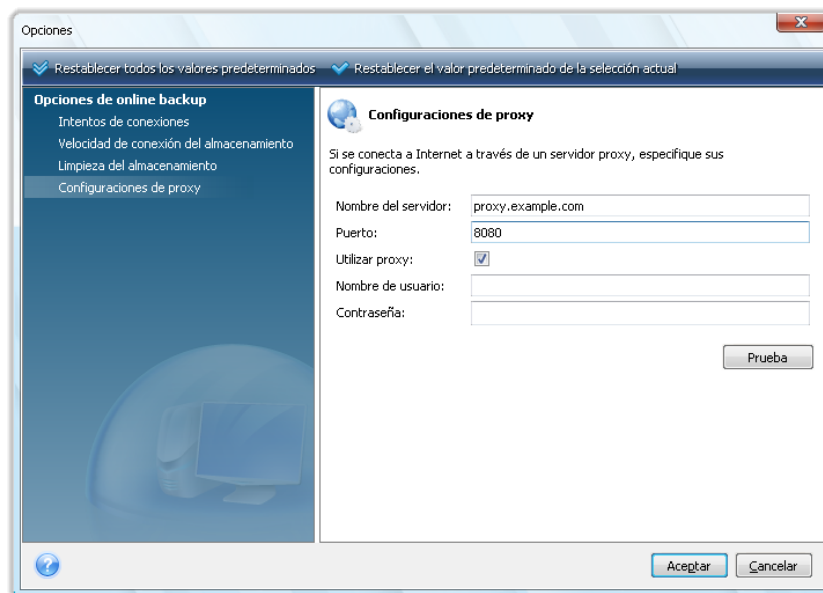 Opciones
Restablecer todos los valores predeterminados
Restablecer el valor predeterminado de la selección actual
Opciones de online backup
Intentos de conexiones
Velocidad de conexión del almacenamiento
Limpieza del almacenamiento
Configuraciones de proxy
Configuraciones de proxy
Si se conecta a Internet a través de un servidor proxy, especifique sus
configuraciones.
Nombre del servidor: proxy.example.com
Puerto: 8080
Utilizar proxy:
Nombre de usuario:
Contraseña:
Prueba
Aceptar
Cancelar